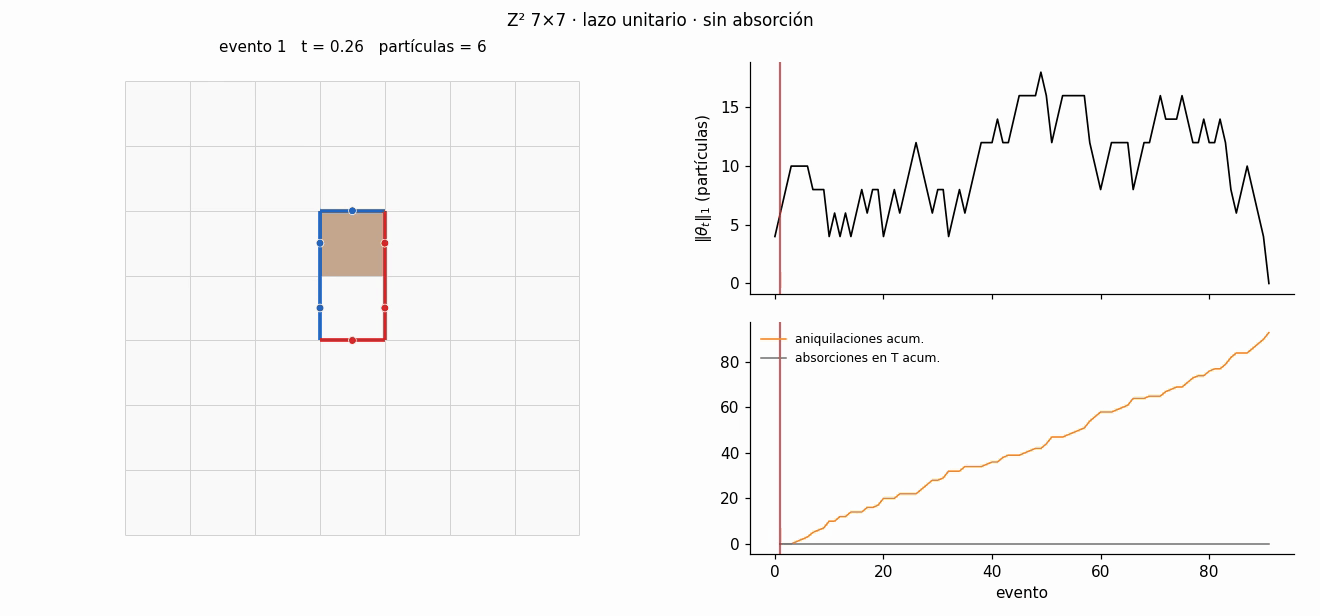 Z² 7×7 · lazo unitario · sin absorción
evento 1   t = 0.26   partículas = 6
‖θₜ‖₁ (partículas)
15
10
5
0
aniquilaciones acum.
absorciones en T acum.
80
60
40
20
0
0 20 40 60 80
evento